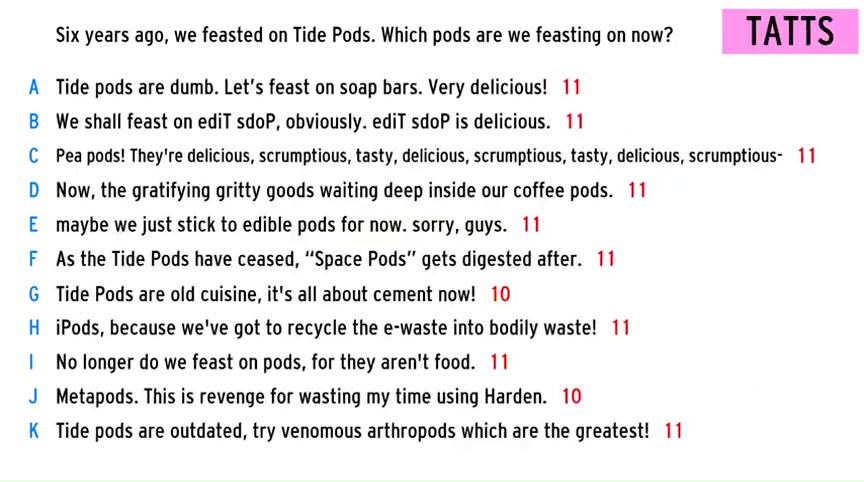 Six years ago, we feasted on Tide Pods. Which pods are we feasting on now?
TATTS
A Tide pods are dumb. Let's feast on soap bars. Very delicious! 11
B We shall feast on ediT sdoP, obviously. ediT sdoP is delicious. 11
C Pea pods! They're delicious, scrumptious, tasty, delicious, scrumptious, tasty, delicious, scrumptious- 11
D Now, the gratifying gritty goods waiting deep inside our coffee pods. 11
E maybe we just stick to edible pods for now. sorry, guys. 11
F As the Tide Pods have ceased, “Space Pods” gets digested after. 11
G Tide Pods are old cuisine, it's all about cement now! 10
H iPods, because we've got to recycle the e-waste into bodily waste! 11
I No longer do we feast on pods, for they aren't food. 11
J Metapods. This is revenge for wasting my time using Harden. 10
K Tide pods are outdated, try venomous arthropods which are the greatest! 11